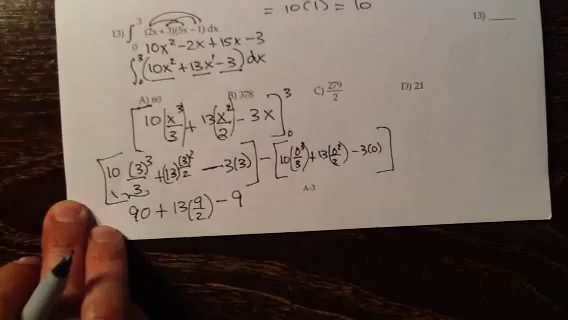 = 10(1) = 10
13) ∫₀³ (2x + 3)(5x − 1) dx 13) ____
10x² − 2x + 15x − 3
∫₀³ (10x² + 13x¹ − 3) dx
A) 60 B) 378 C) 279/2 D) 21
[10(x³/3) + 13(x²/2) − 3x]₀³
[10 (3)³/3 + (13)(3)²/2 − 3(3)] − [10(0³/3) + 13(0²/2) − 3(0)]
A-3
90 + 13(9/2) − 9